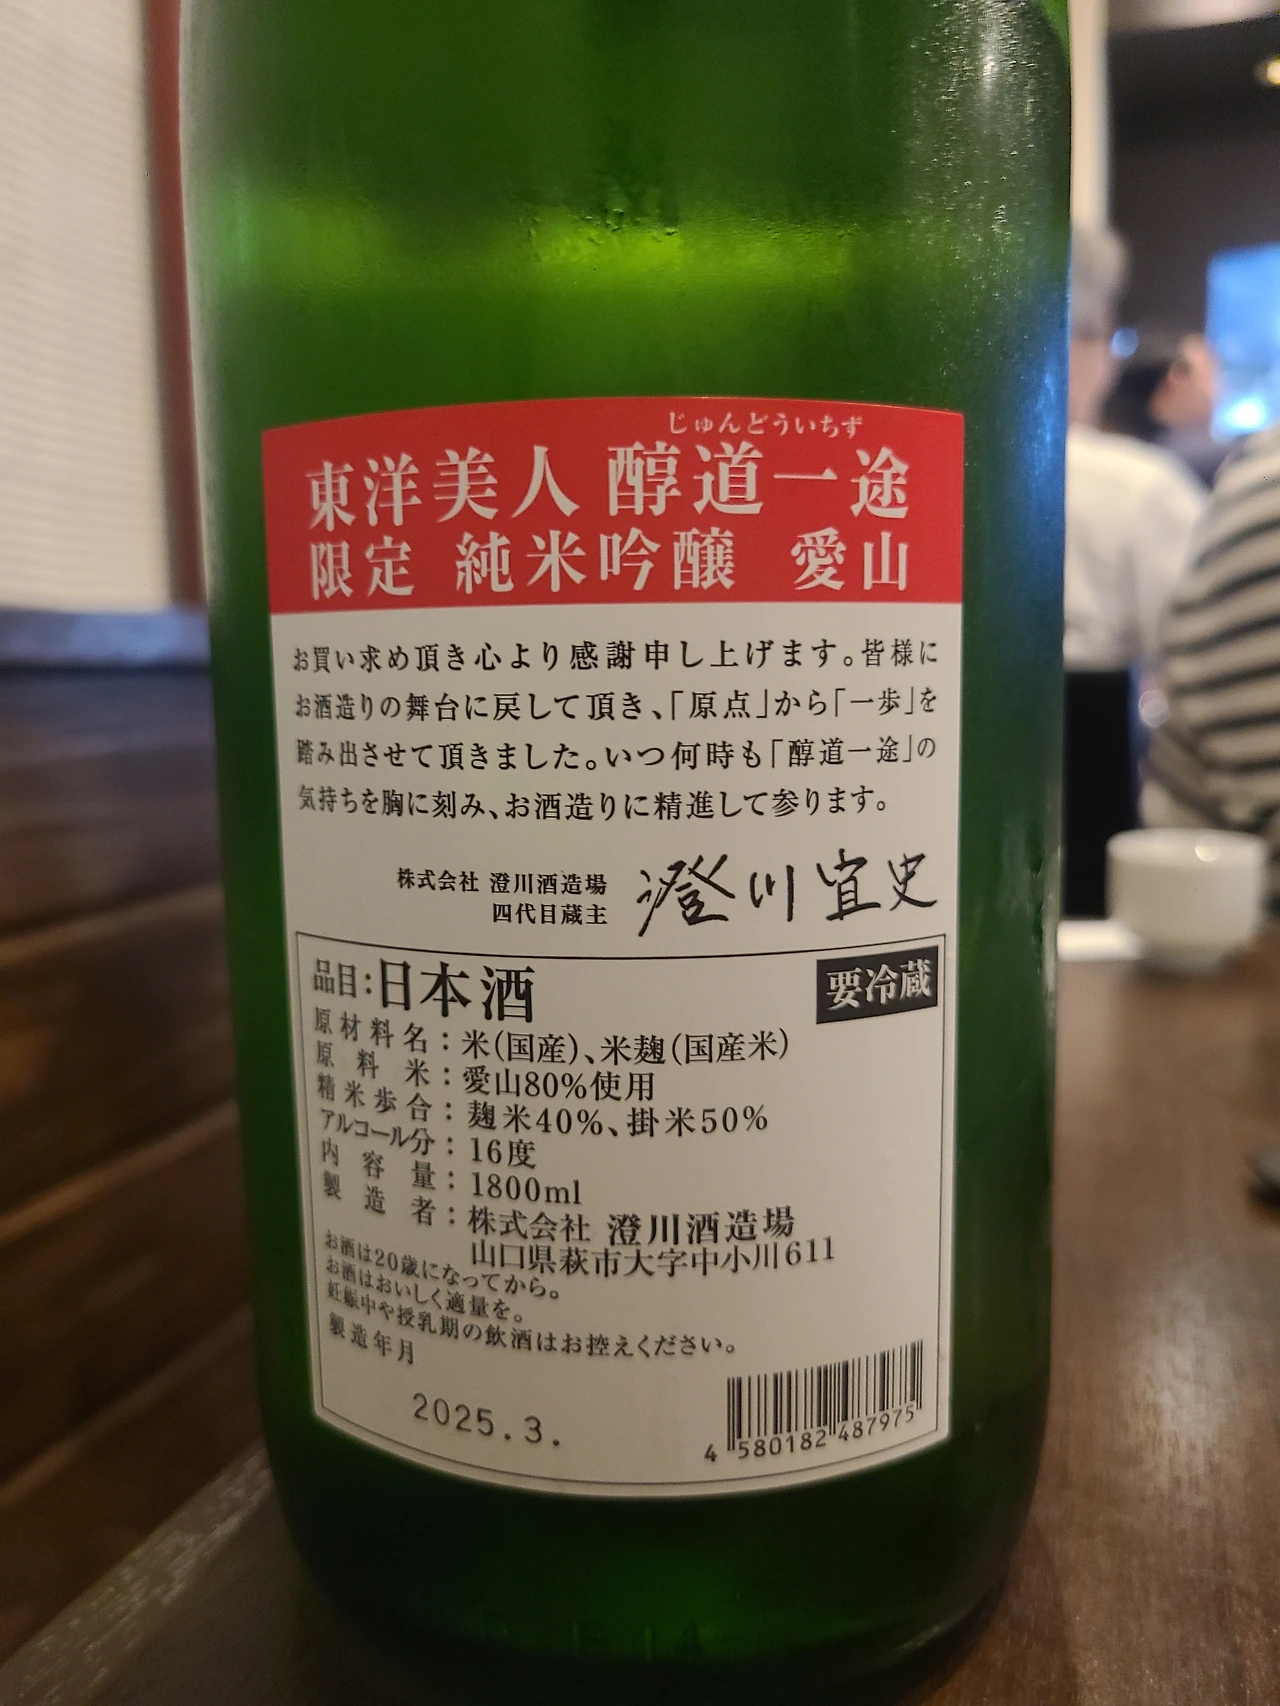 じゅんどういちず
東洋美人 醇道一途
限定 純米吟醸 愛山
お買い求め頂き心より感謝申し上げます。皆様に
お酒造りの舞台に戻して頂き、「原点」から「一歩」を
踏み出させて頂きました。いつ何時も「醇道一途」の
気持ちを胸に刻み、お酒造りに精進して参ります。
株式会社 澄川酒造場
四代目蔵主 澄川宜史
品目:日本酒 要冷蔵
原材料名:米(国産)、米麹(国産米)
原料米:愛山80%使用
精米歩合:麹米40%、掛米50%
アルコール分:16度
内容量:1800ml
製造者:株式会社 澄川酒造場
山口県萩市大字中小川611
お酒は20歳になってから。
お酒はおいしく適量を。
妊娠中や授乳期の飲酒はお控えください。
製造年月
2025.3.
4 580182 487975